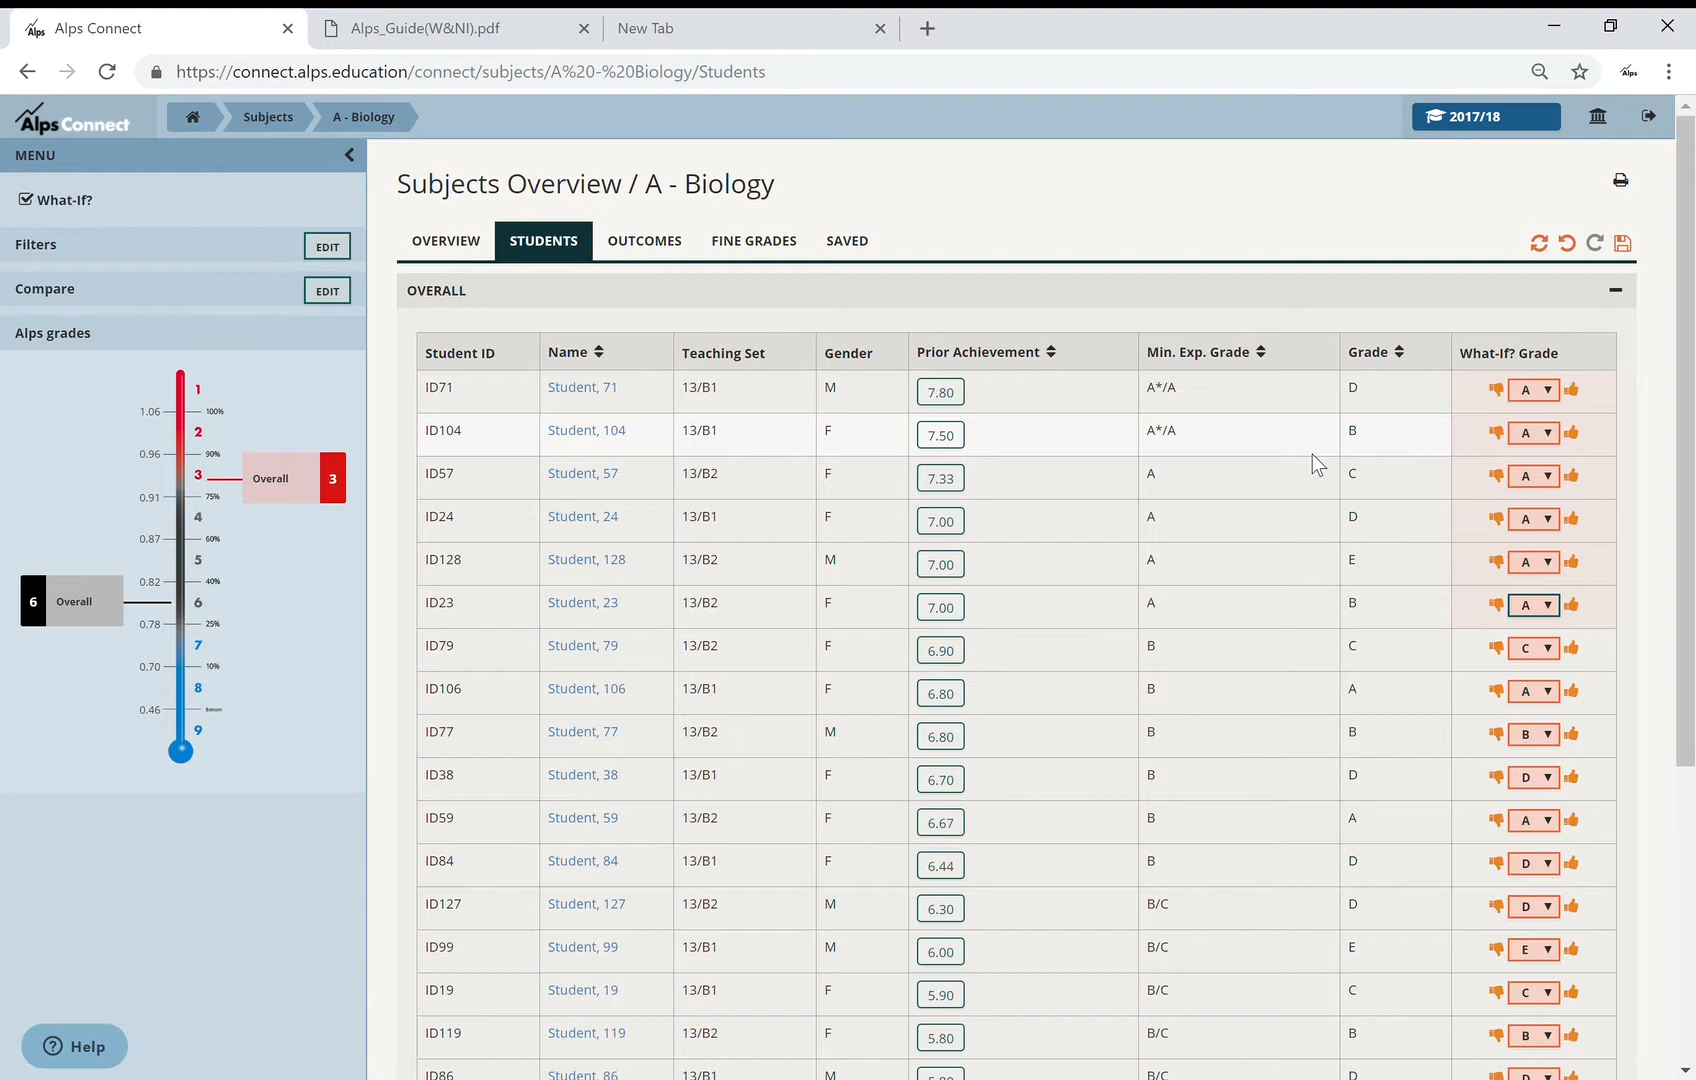 Alps Alps Connect
Alps_Guide(W&NI).pdf
New Tab
https://connect.alps.education/connect/subjects/A%20-%20Biology/Students
Alps
Alps Connect
Subjects
A - Biology
2017/18
MENU
What-If?
Filters
EDIT
Compare
EDIT
Alps grades
1
1.06
100%
2
0.96
90%
3
Overall 3
0.91
75%
4
0.87
60%
5
0.82
40%
6 Overall
6
0.78
25%
7
0.70
10%
8
0.46
Bottom
9
Help
Subjects Overview / A - Biology
OVERVIEW STUDENTS OUTCOMES FINE GRADES SAVED
OVERALL
Student ID Name Teaching Set Gender Prior Achievement Min. Exp. Grade Grade What-If? Grade
ID71 Student, 71 13/B1 M 7.80 A*/A D A
ID104 Student, 104 13/B1 F 7.50 A*/A B A
ID57 Student, 57 13/B2 F 7.33 A C A
ID24 Student, 24 13/B1 F 7.00 A D A
ID128 Student, 128 13/B2 M 7.00 A E A
ID23 Student, 23 13/B2 F 7.00 A B A
ID79 Student, 79 13/B2 F 6.90 B C C
ID106 Student, 106 13/B1 F 6.80 B A A
ID77 Student, 77 13/B2 M 6.80 B B B
ID38 Student, 38 13/B1 F 6.70 B D D
ID59 Student, 59 13/B2 F 6.67 B A A
ID84 Student, 84 13/B1 F 6.44 B D D
ID127 Student, 127 13/B2 M 6.30 B/C D D
ID99 Student, 99 13/B1 M 6.00 B/C E E
ID19 Student, 19 13/B1 F 5.90 B/C C C
ID119 Student, 119 13/B2 F 5.80 B/C B B
ID86 Student, 86 13/B1 M 5.80 B/C D D